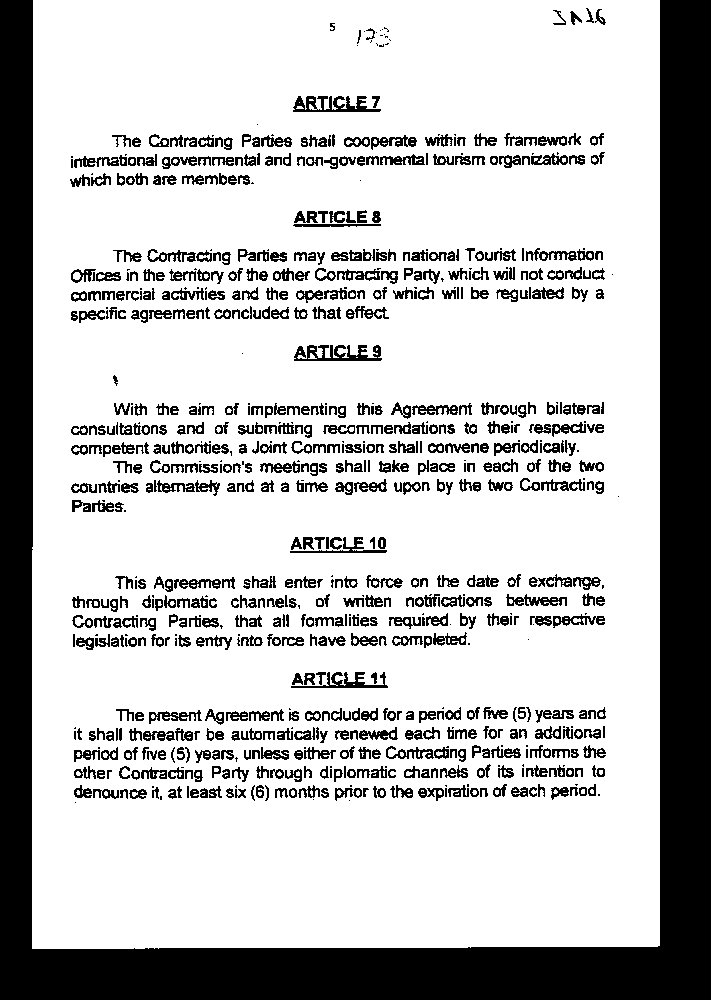 5
173
ARTICLE 7
The Contracting Parties shall cooperate within the framework of
international governmental and non-governmental tourism organizations of
which both are members.
ARTICLE 8
The Contracting Parties may establish national Tourist Information
Offices in the territory of the other Contracting Party, which will not conduct
commercial activities and the operation of which will be regulated by a
specific agreement concluded to that effect.
ARTICLE 9
With the aim of implementing this Agreement through bilateral
consultations and of submitting recommendations to their respective
competent authorities, a Joint Commission shall convene periodically.
The Commission's meetings shall take place in each of the two
countries alternately and at a time agreed upon by the two Contracting
Parties.
ARTICLE 10
This Agreement shall enter into force on the date of exchange,
through diplomatic channels, of written notifications between the
Contracting Parties, that all formalities required by their respective
legislation for its entry into force have been completed.
ARTICLE 11
The present Agreement is concluded for a period of five (5) years and
it shall thereafter be automatically renewed each time for an additional
period of five (5) years, unless either of the Contracting Parties informs the
other Contracting Party through diplomatic channels of its intention to
denounce it, at least six (6) months prior to the expiration of each period.